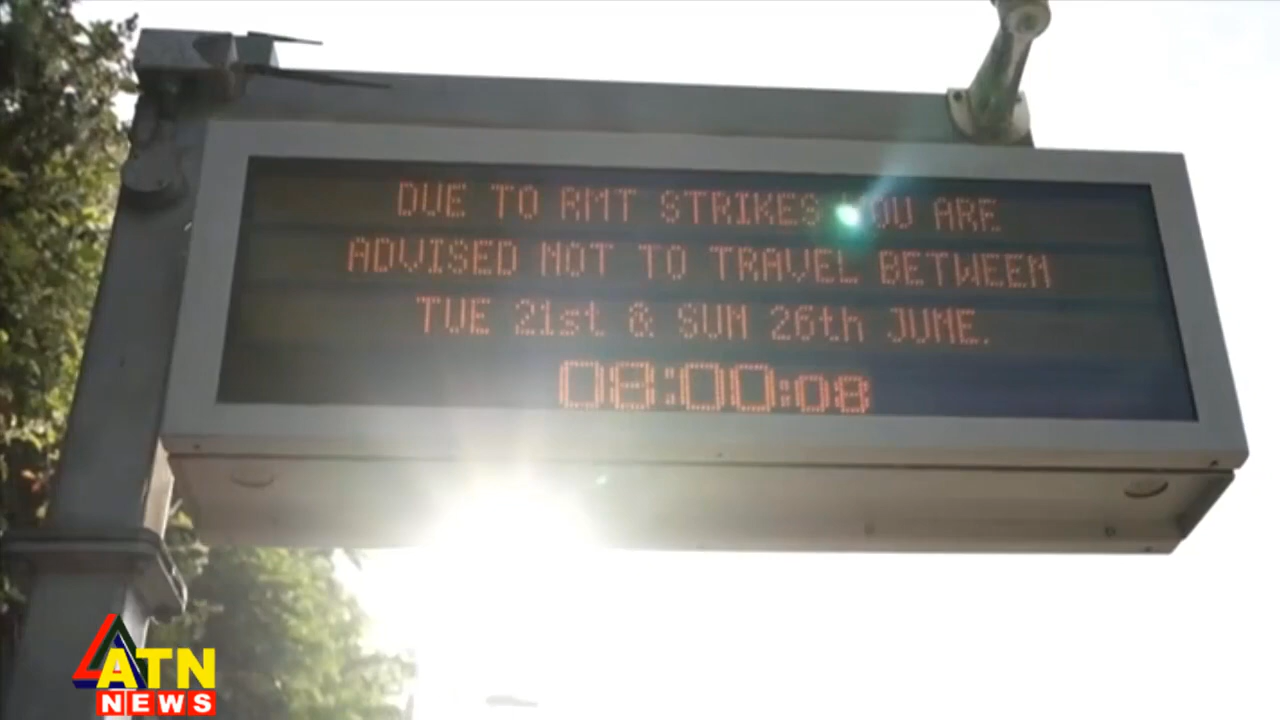 DUE TO RMT STRIKES YOU ARE
ADVISED NOT TO TRAVEL BETWEEN
TUE 21st & SUN 26th JUNE.
08:00:08
ATN
NEWS